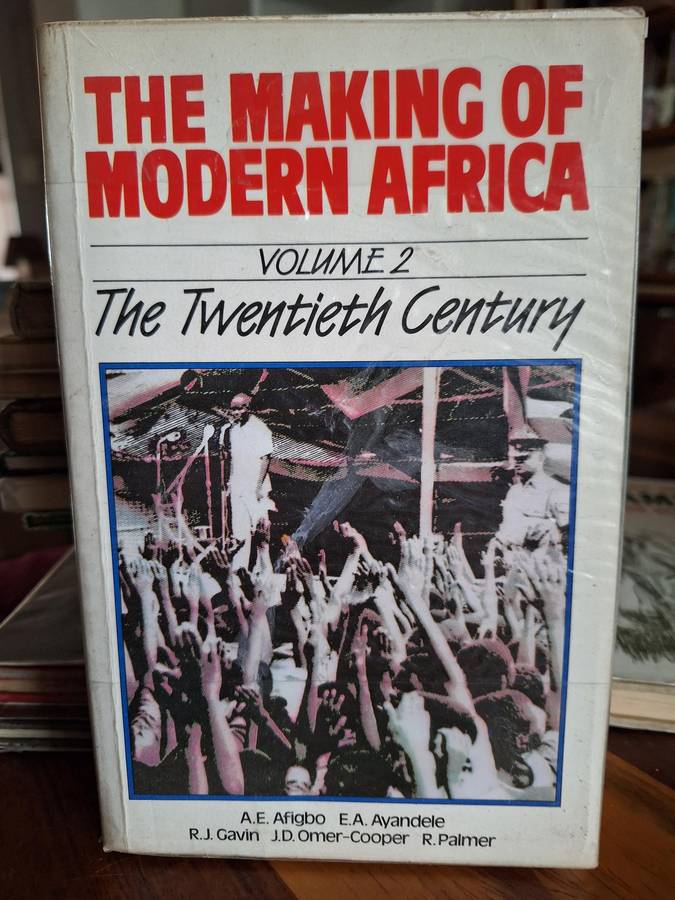 THE MAKING OF
MODERN AFRICA
VOLUME 2
The Twentieth Century
A.E. Afigbo E.A. Ayandele
R.J. Gavin J.D. Omer-Cooper R. Palmer